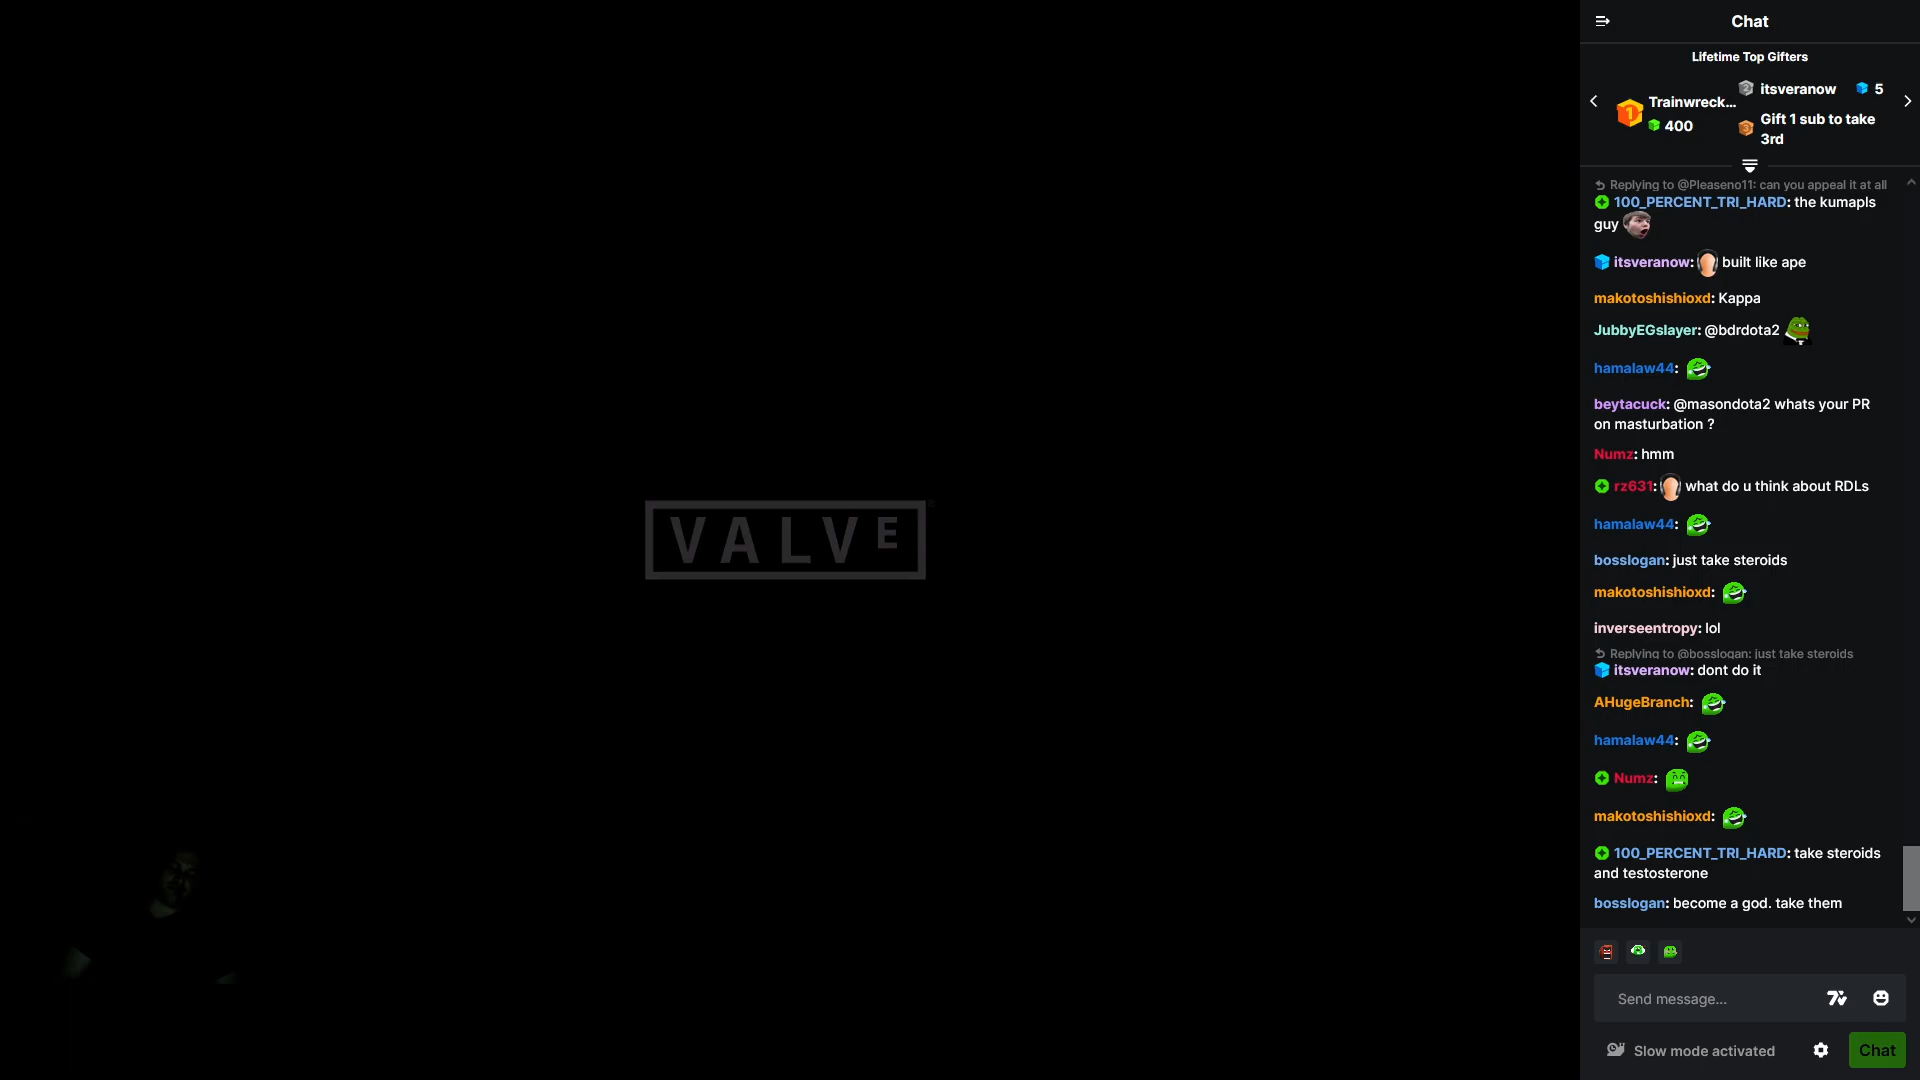 VALVE
Chat
Lifetime Top Gifters
1
Trainwreck...
400
2
itsveranow
5
3
Gift 1 sub to take
3rd
Replying to @Pleaseno11: can you appeal it at all
100_PERCENT_TRI_HARD: the kumapls
guy
itsveranow: built like ape
makotoshishioxd: Kappa
JubbyEGslayer: @bdrdota2
hamalaw44:
beytacuck: @masondota2 whats your PR
on masturbation ?
Numz: hmm
rz631: what do u think about RDLs
hamalaw44:
bosslogan: just take steroids
makotoshishioxd:
inverseentropy: lol
Replying to @bosslogan: just take steroids
itsveranow: dont do it
AHugeBranch:
hamalaw44:
Numz:
makotoshishioxd:
100_PERCENT_TRI_HARD: take steroids
and testosterone
bosslogan: become a god. take them
Send message...
Slow mode activated
Chat